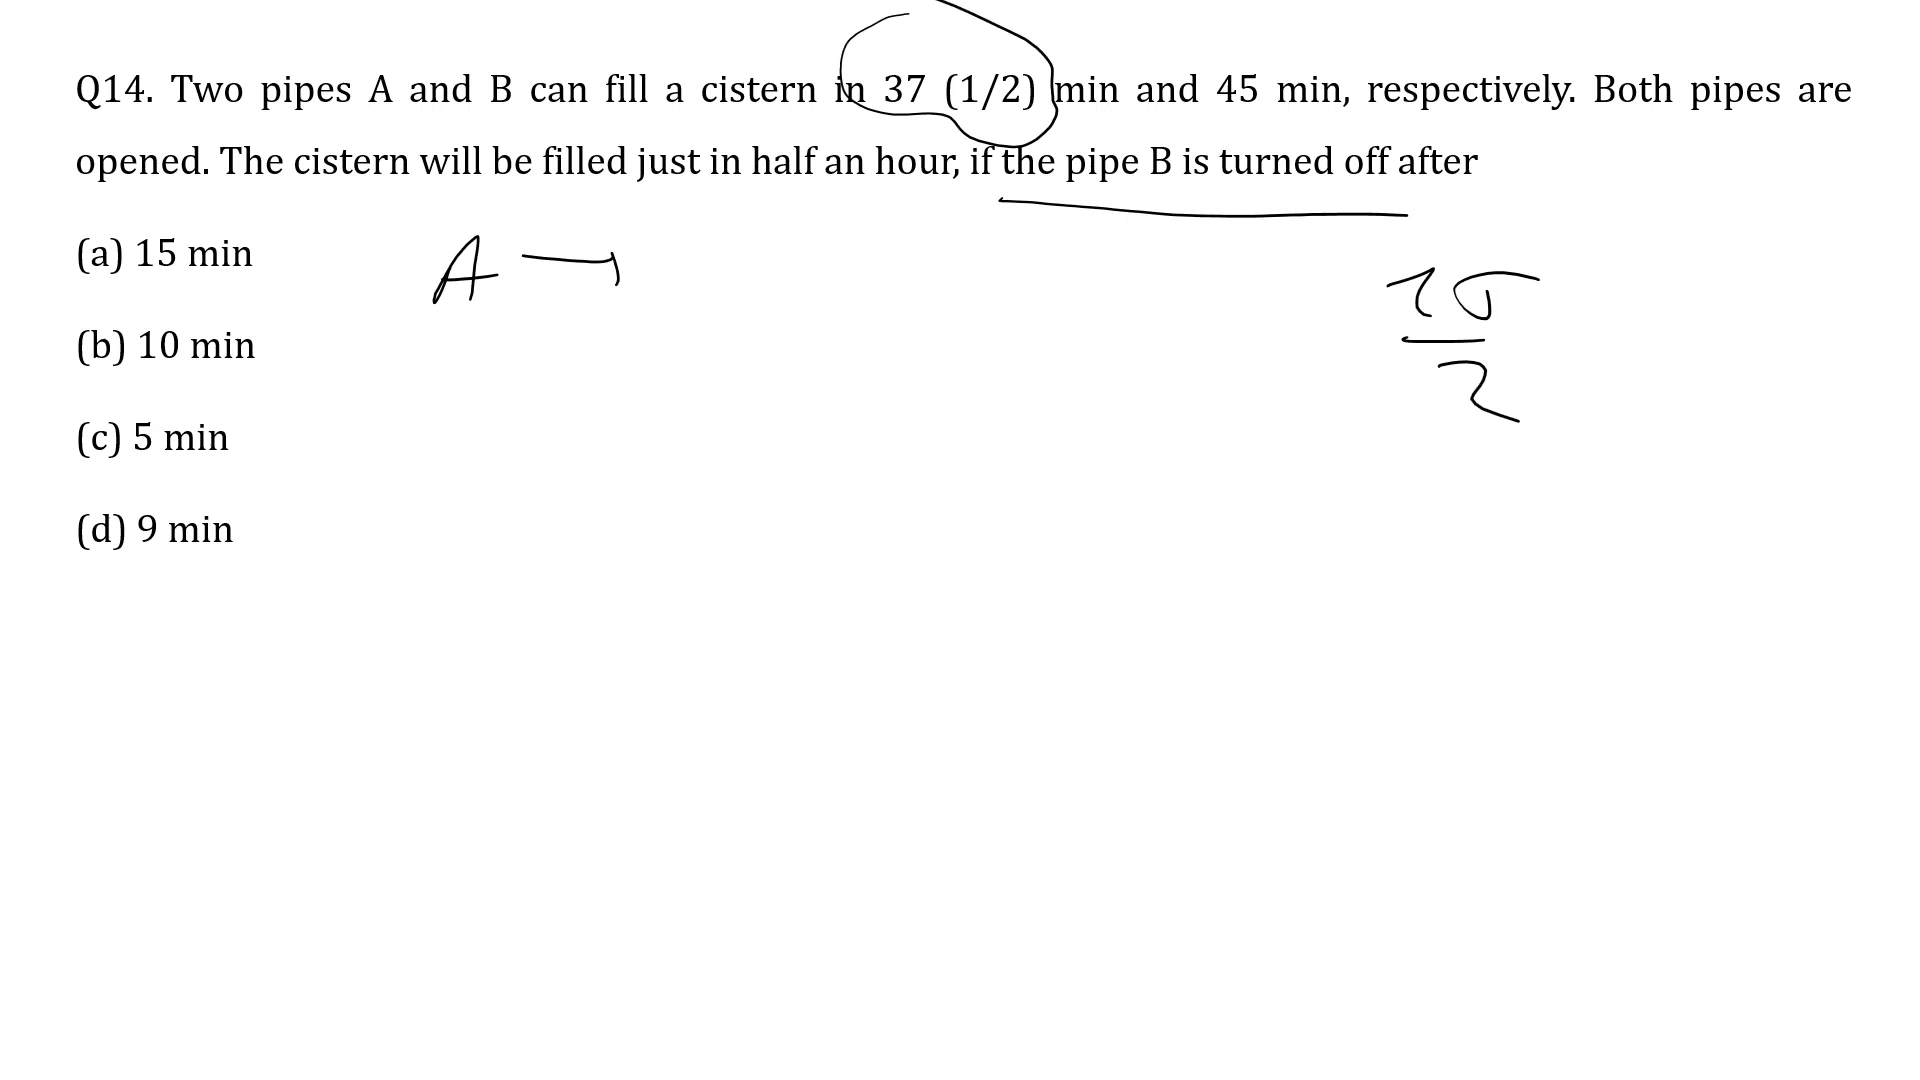 Q14. Two pipes A and B can fill a cistern in 37 (1/2) min and 45 min, respectively. Both pipes are
opened. The cistern will be filled just in half an hour, if the pipe B is turned off after
(a) 15 min
A
(b) 10 min
75
2
(c) 5 min
(d) 9 min